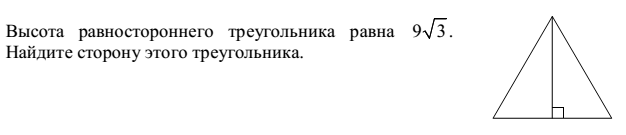 Высота равностороннего треугольника равна 9√3.
Найдите сторону этого треугольника.